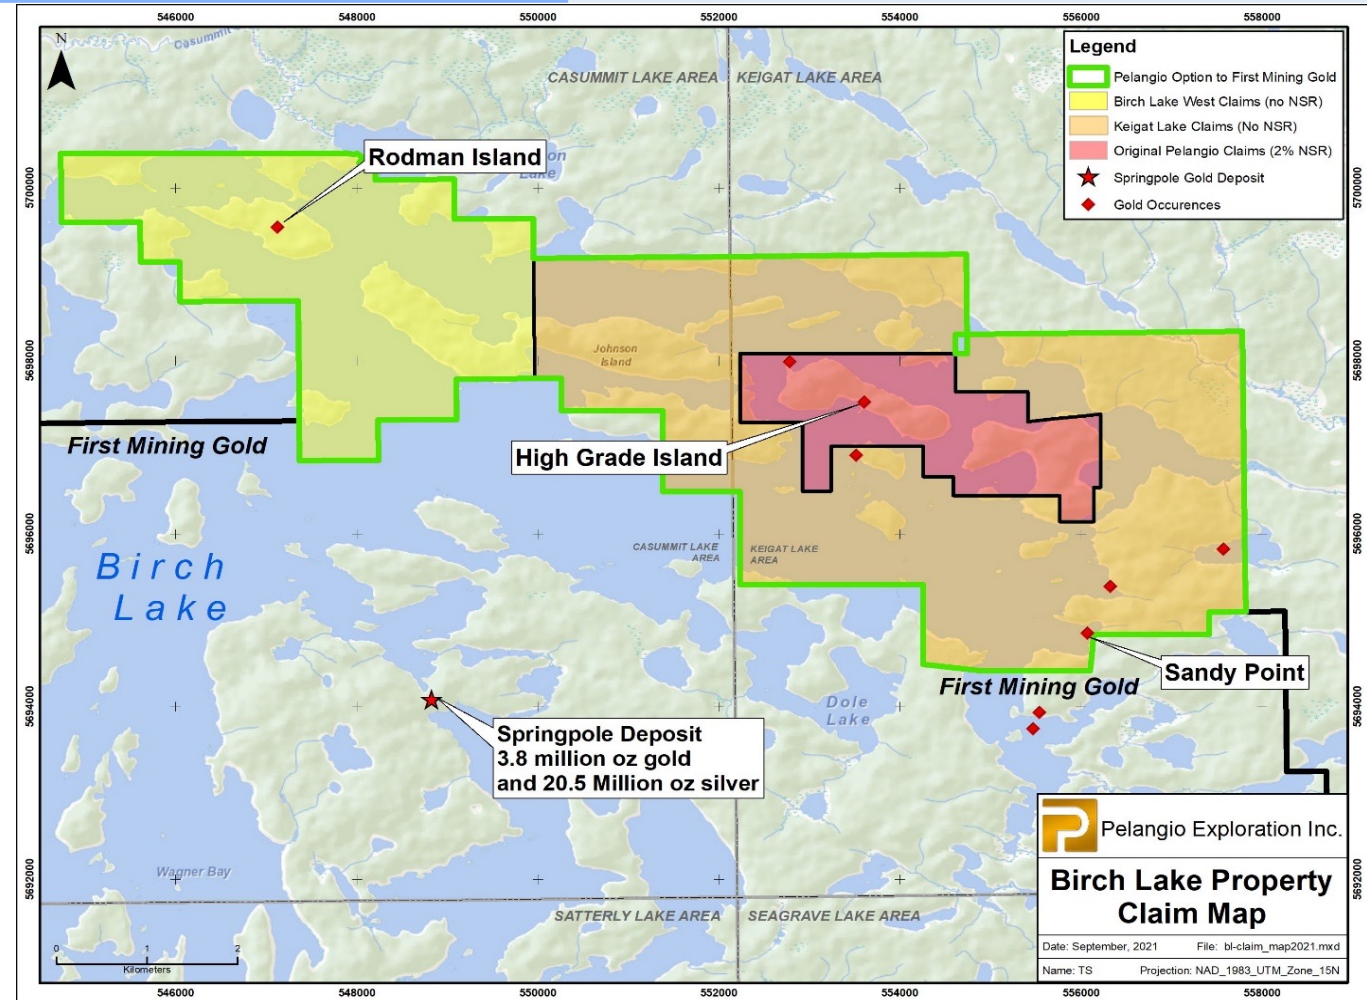 546000 548000 550000 552000 554000 556000 558000
N
Casummit
CASUMMIT LAKE AREA KEIGAT LAKE AREA
Legend
Pelangio Option to First Mining Gold
Birch Lake West Claims (no NSR)
Keigat Lake Claims (No NSR)
Original Pelangio Claims (2% NSR)
Springpole Gold Deposit
Gold Occurences
Rodman Island
Lake
5700000 5700000
Johnson
Island
5698000 5698000
First Mining Gold
High Grade Island
5696000 5696000
CASUMMIT LAKE
AREA
KEIGAT LAKE
AREA
Birch
Lake
Sandy Point
First Mining Gold
Dole
Lake
5694000 5694000
Springpole Deposit
3.8 million oz gold
and 20.5 Million oz silver
Wagner Bay
5692000 5692000
SATTERLY LAKE AREA SEAGRAVE LAKE AREA
0 1 2
Kilometers
Pelangio Exploration Inc.
Birch Lake Property
Claim Map
Date: September, 2021 File: bl-claim_map2021.mxd
Name: TS Projection: NAD_1983_UTM_Zone_15N
546000 548000 550000 552000 554000 556000 558000